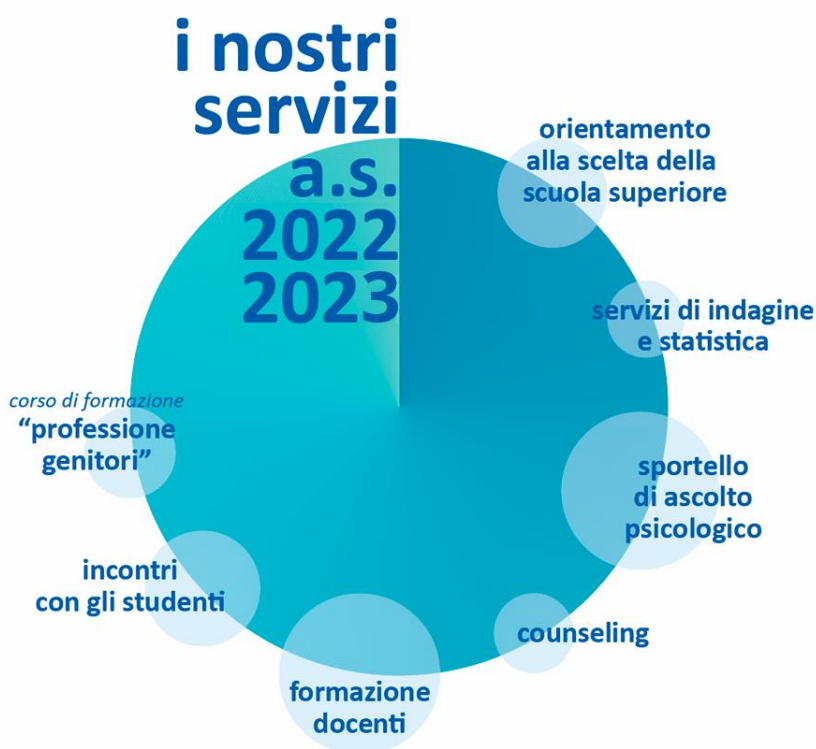 i nostri
servizi
a.s.
2022
2023
orientamento
alla scelta della
scuola superiore
servizi di indagine
e statistica
sportello
di ascolto
psicologico
counseling
formazione
docenti
incontri
con gli studenti
corso di formazione
“professione
genitori”